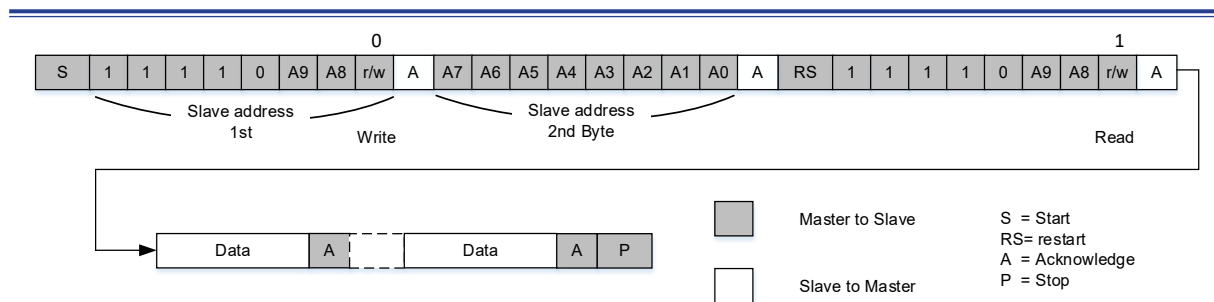 0 1
S 1 1 1 1 0 A9 A8 r/w A A7 A6 A5 A4 A3 A2 A1 A0 A RS 1 1 1 1 0 A9 A8 r/w A
Slave address
1st
Write
Slave address
2nd Byte
Read
Data A Data A P
Master to Slave
Slave to Master
S = Start
RS= restart
A = Acknowledge
P = Stop